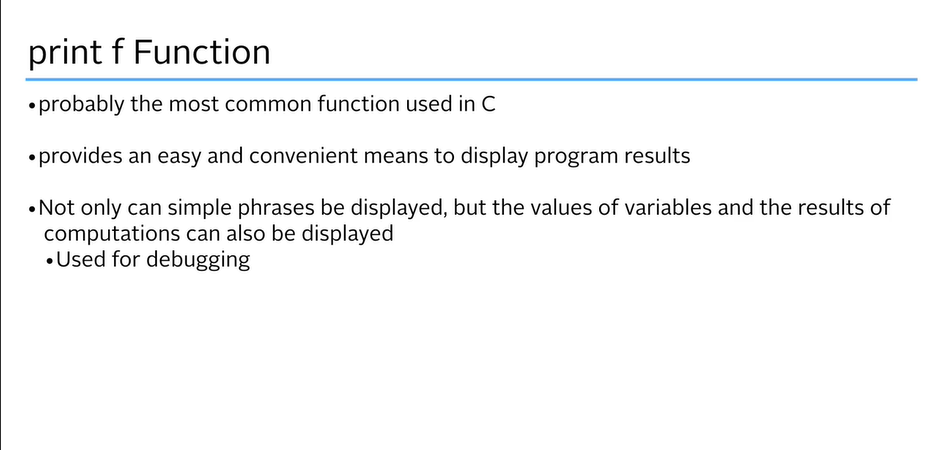 print f Function
•probably the most common function used in C
•provides an easy and convenient means to display program results
•Not only can simple phrases be displayed, but the values of variables and the results of
computations can also be displayed
•Used for debugging